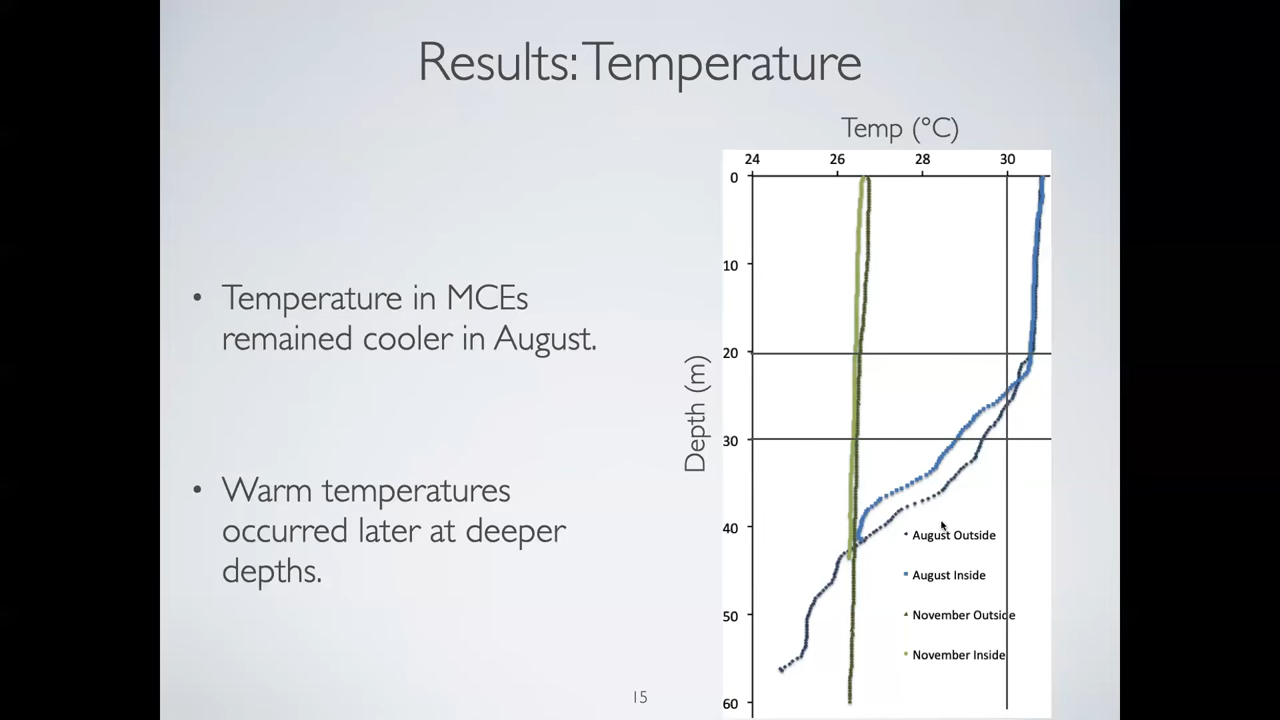 Results: Temperature
Temp (°C)
24 26 28 30
0
10
20
30
40
50
60
Depth (m)
• Temperature in MCEs
remained cooler in August.
• Warm temperatures
occurred later at deeper
depths.
August Outside
August Inside
November Outside
November Inside
15